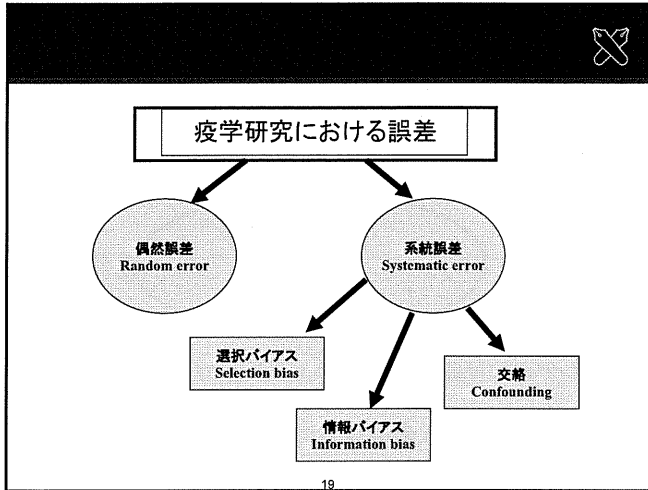 疫学研究における誤差
偶然誤差
Random error
系統誤差
Systematic error
選択バイアス
Selection bias
交絡
Confounding
情報バイアス
Information bias
19